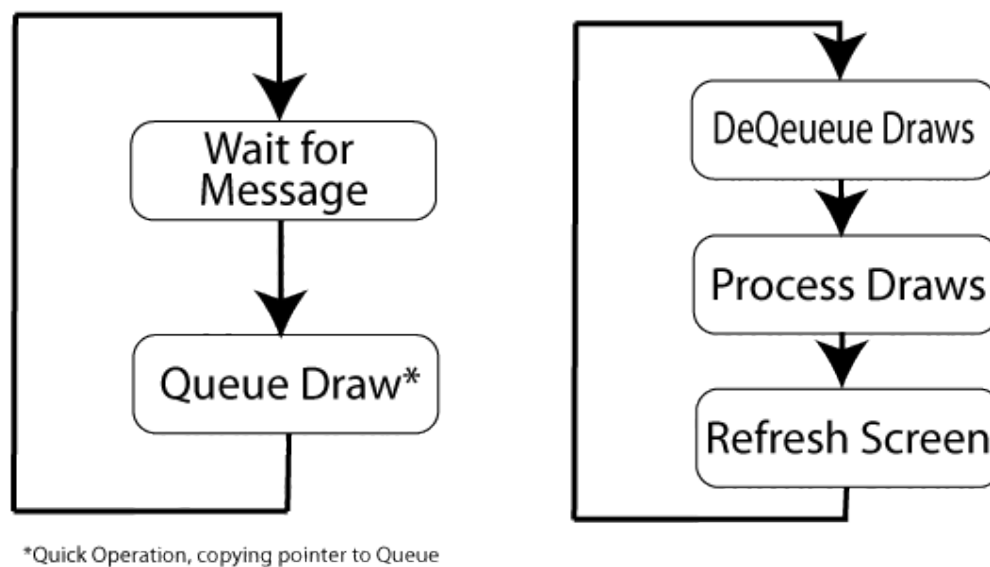 Wait for
Message
Queue Draw*
*Quick Operation, copying pointer to Queue
DeQeueue Draws
Process Draws
Refresh Screen